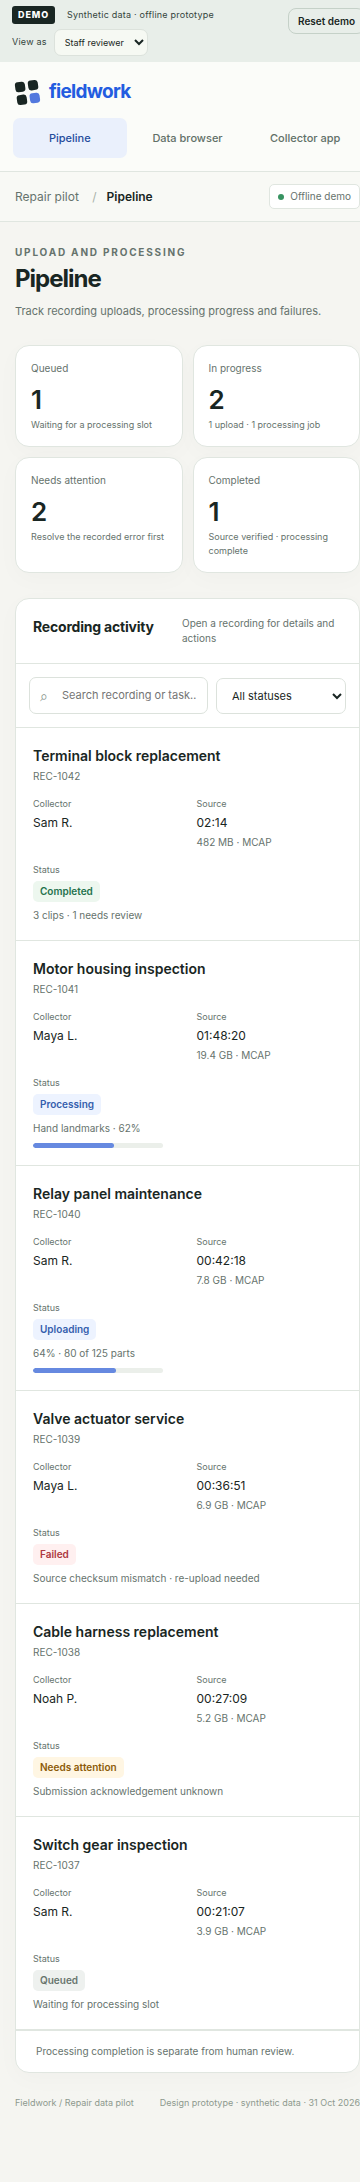 DEMO Synthetic data · offline prototype Reset demo
View as Staff reviewer
fieldwork
Pipeline Data browser Collector app
Repair pilot / Pipeline Offline demo
UPLOAD AND PROCESSING
Pipeline
Track recording uploads, processing progress and failures.
Queued
1
Waiting for a processing slot
In progress
2
1 upload · 1 processing job
Needs attention
2
Resolve the recorded error first
Completed
1
Source verified · processing
complete
Recording activity
Open a recording for details and
actions
Search recording or task..
All statuses
Terminal block replacement
REC-1042
Collector Source
Sam R. 02:14
482 MB · MCAP
Status
Completed
3 clips · 1 needs review
Motor housing inspection
REC-1041
Collector Source
Maya L. 01:48:20
19.4 GB · MCAP
Status
Processing
Hand landmarks · 62%
Relay panel maintenance
REC-1040
Collector Source
Sam R. 00:42:18
7.8 GB · MCAP
Status
Uploading
64% · 80 of 125 parts
Valve actuator service
REC-1039
Collector Source
Maya L. 00:36:51
6.9 GB · MCAP
Status
Failed
Source checksum mismatch · re-upload needed
Cable harness replacement
REC-1038
Collector Source
Noah P. 00:27:09
5.2 GB · MCAP
Status
Needs attention
Submission acknowledgement unknown
Switch gear inspection
REC-1037
Collector Source
Sam R. 00:21:07
3.9 GB · MCAP
Status
Queued
Waiting for processing slot
Processing completion is separate from human review.
Fieldwork / Repair data pilot Design prototype · synthetic data · 31 Oct 2026